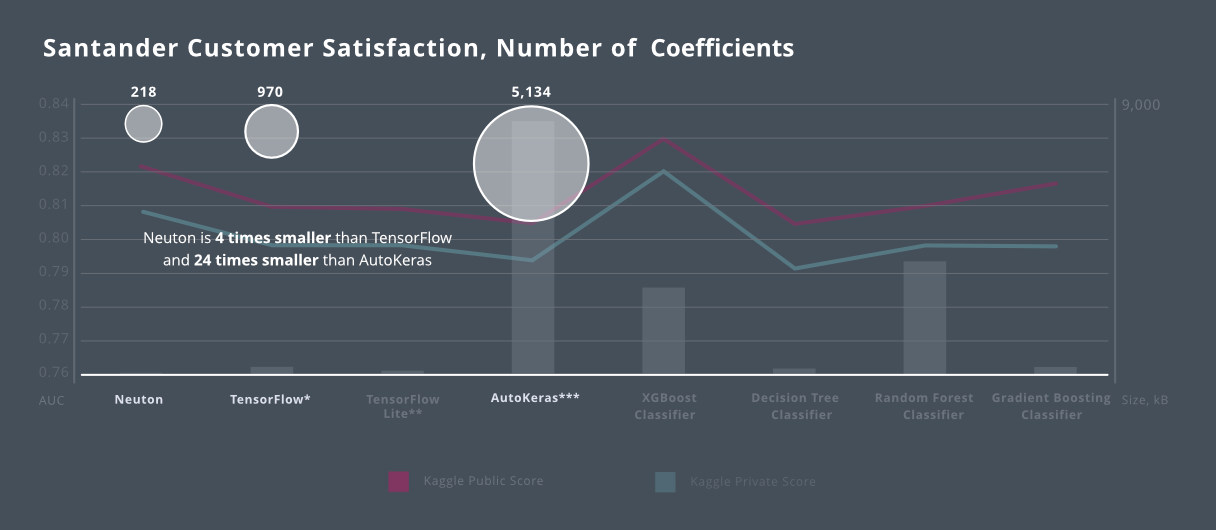 Santander Customer Satisfaction, Number of Coefficients
218
970
5,134
0.84
0.83
0.82
0.81
0.80
0.79
0.78
0.77
0.76
AUC
9,000
Size, kB
Neuton is 4 times smaller than TensorFlow
and 24 times smaller than AutoKeras
Neuton
TensorFlow*
TensorFlow
Lite**
AutoKeras***
XGBoost
Classifier
Decision Tree
Classifier
Random Forest
Classifier
Gradient Boosting
Classifier
Kaggle Public Score
Kaggle Private Score